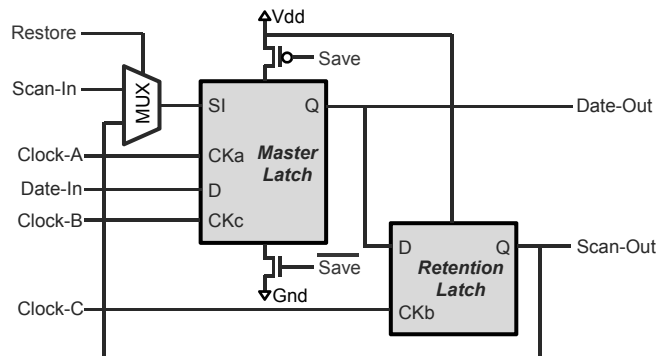 Vdd
Restore
Save
Scan-In
MUX
SI
Q
Date-Out
Clock-A
CKa
Master
Latch
Date-In
D
Clock-B
CKc
D
Q
Scan-Out
Save
Retention
Latch
Gnd
Clock-C
CKb